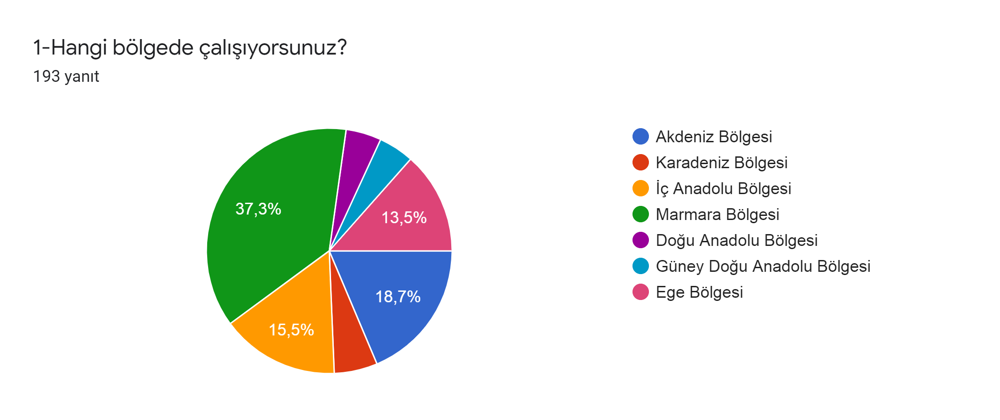 1-Hangi bölgede çalışıyorsunuz?
193 yanıt
37,3%
13,5%
18,7%
15,5%
Akdeniz Bölgesi
Karadeniz Bölgesi
İç Anadolu Bölgesi
Marmara Bölgesi
Doğu Anadolu Bölgesi
Güney Doğu Anadolu Bölgesi
Ege Bölgesi